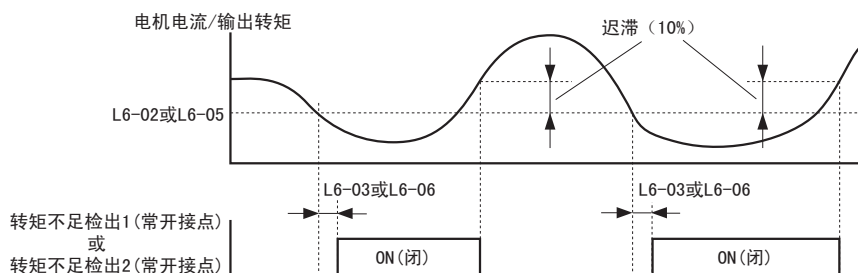 电机电流/输出转矩
迟滞（10%）
L6-02或L6-05
L6-03或L6-06
L6-03或L6-06
转矩不足检出1(常开接点)
或
转矩不足检出2(常开接点)
ON(闭)
ON(闭)